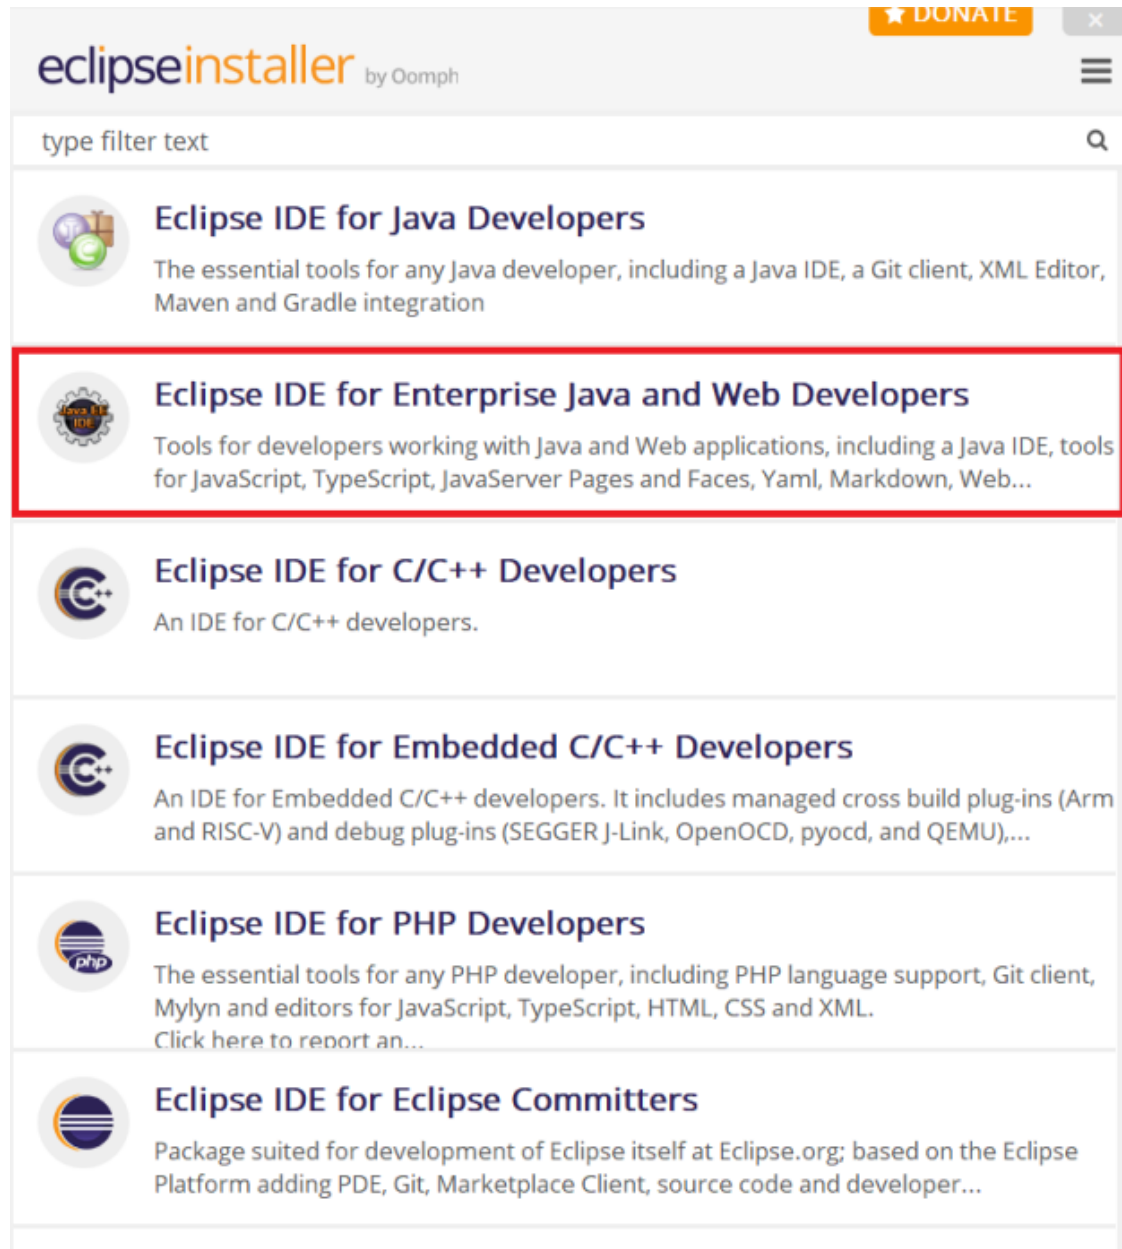 DONATE
eclipseinstaller by Oomph
type filter text
Eclipse IDE for Java Developers
The essential tools for any Java developer, including a Java IDE, a Git client, XML Editor,
Maven and Gradle integration
Eclipse IDE for Enterprise Java and Web Developers
Java EE
IDE
Tools for developers working with Java and Web applications, including a Java IDE, tools
for JavaScript, TypeScript, JavaServer Pages and Faces, Yaml, Markdown, Web...
Eclipse IDE for C/C++ Developers
C++
An IDE for C/C++ developers.
Eclipse IDE for Embedded C/C++ Developers
C++
An IDE for Embedded C/C++ developers. It includes managed cross build plug-ins (Arm
and RISC-V) and debug plug-ins (SEGGER J-Link, OpenOCD, pyocd, and QEMU),...
Eclipse IDE for PHP Developers
php
The essential tools for any PHP developer, including PHP language support, Git client,
Mylyn and editors for JavaScript, TypeScript, HTML, CSS and XML.
Click here to report an...
Eclipse IDE for Eclipse Committers
Package suited for development of Eclipse itself at Eclipse.org; based on the Eclipse
Platform adding PDE, Git, Marketplace Client, source code and developer...